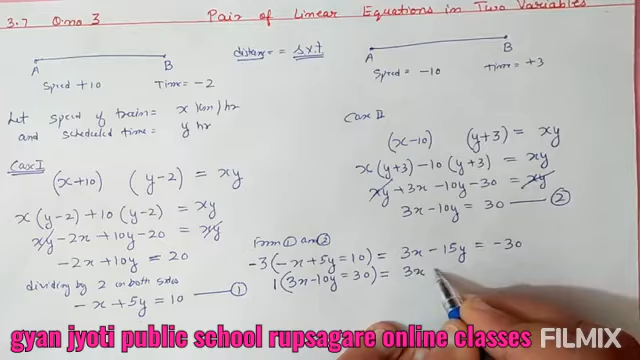 3.7 Q.no 3 Pair of Linear Equations in Two Variables
A B
Speed +10 Time = -2
distance = s x t
A B
Speed = -10 Time = +3
Let speed of train = x km/hr
and scheduled time = y hr
Case I
(x+10) (y-2) = xy
x(y-2)+10(y-2) = xy
xy-2x+10y-20 = xy
-2x+10y = 20
dividing by 2 on both sides
-x+5y = 10 ①
Case II
(x-10) (y+3) = xy
x(y+3)-10(y+3) = xy
xy+3x-10y-30 = xy
3x-10y = 30 ②
From ① and ②
-3(-x+5y=10) = 3x-15y = -30
1(3x-10y=30) = 3x
gyan jyoti public school rupsagare online classes
FILMIX